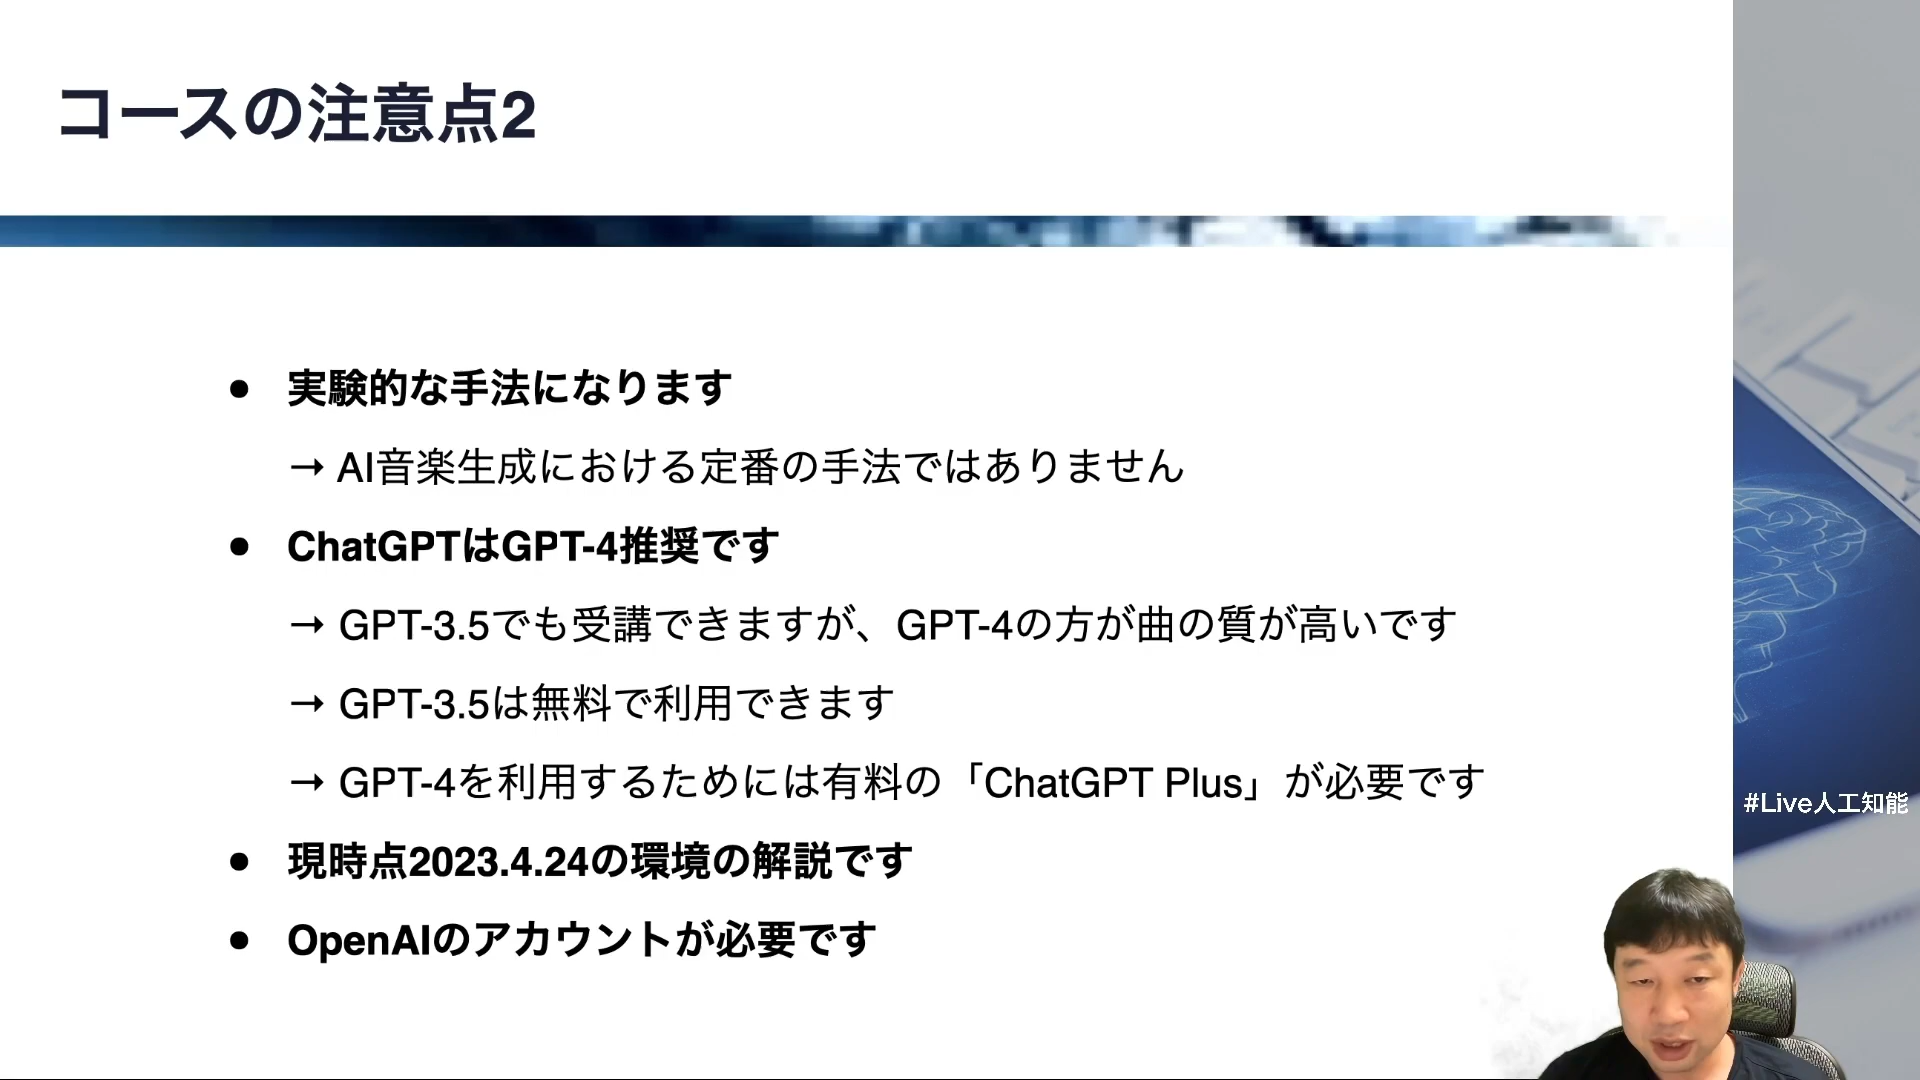 コースの注意点2
● 実験的な手法になります
→ AI音楽生成における定番の手法ではありません
● ChatGPTはGPT-4推奨です
→ GPT-3.5でも受講できますが、GPT-4の方が曲の質が高いです
→ GPT-3.5は無料で利用できます
→ GPT-4を利用するためには有料の「ChatGPT Plus」が必要です
● 現時点2023.4.24の環境の解説です
● OpenAIのアカウントが必要です
#Live人工知能